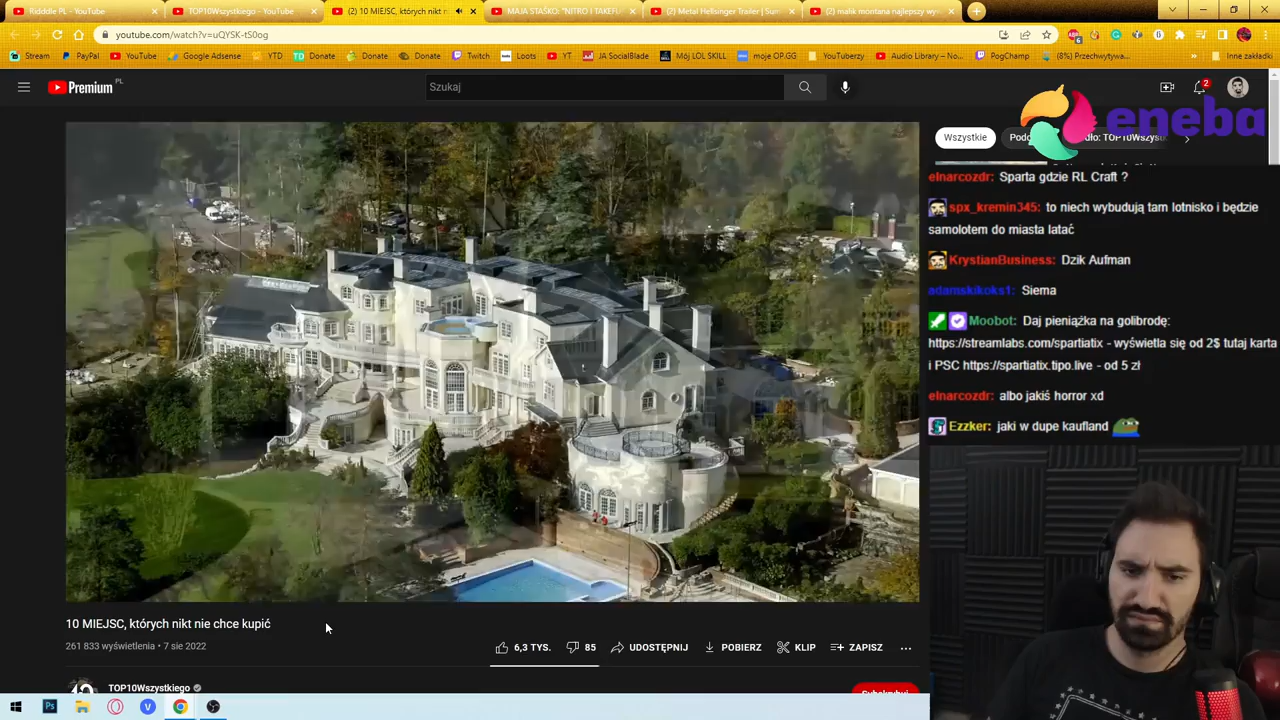 Ridddle PL - YouTube
TOP10Wszystkiego - YouTube
(2) 10 MIEJSC, których nikt n
MAJA STAŚKO: "NITRO I TAKEFU
(2) Metal Hellsinger Trailer | Sum
(2) malik montana najlepszy wy
youtube.com/watch?v=uQYSK-tS0og
Stream
PayPal
YouTube
Google Adsense
YTD
Donate
Donate
Donate
Twitch
Loots
YT
JA SocialBlade
Mój LOL SKILL
moje OP.GG
YouTuberzy
Audio Library – No...
PogChamp
(8%) Przechwytywa...
Inne zakładki
Premium PL
Szukaj
2
eneba
Wszystkie
elnarcozdr: Sparta gdzie RL Craft ?
spx_kremin345: to niech wybudują tam lotnisko i będzie
samolotem do miasta latać
KrystianBusiness: Dzik Aufman
adamskikoks1: Siema
Moobot: Daj pieniążka na golibrodę:
https://streamlabs.com/spartiatix - wyświetla się od 2$ tutaj karta
i PSC https://spartiatix.tipo.live - od 5 zł
elnarcozdr: albo jakiś horror xd
Ezzker: jaki w dupe kaufland
10 MIEJSC, których nikt nie chce kupić
261 833 wyświetlenia • 7 sie 2022
6,3 TYS.
85
UDOSTĘPNIJ
POBIERZ
KLIP
ZAPISZ
TOP10Wszystkiego
Subskrybuj